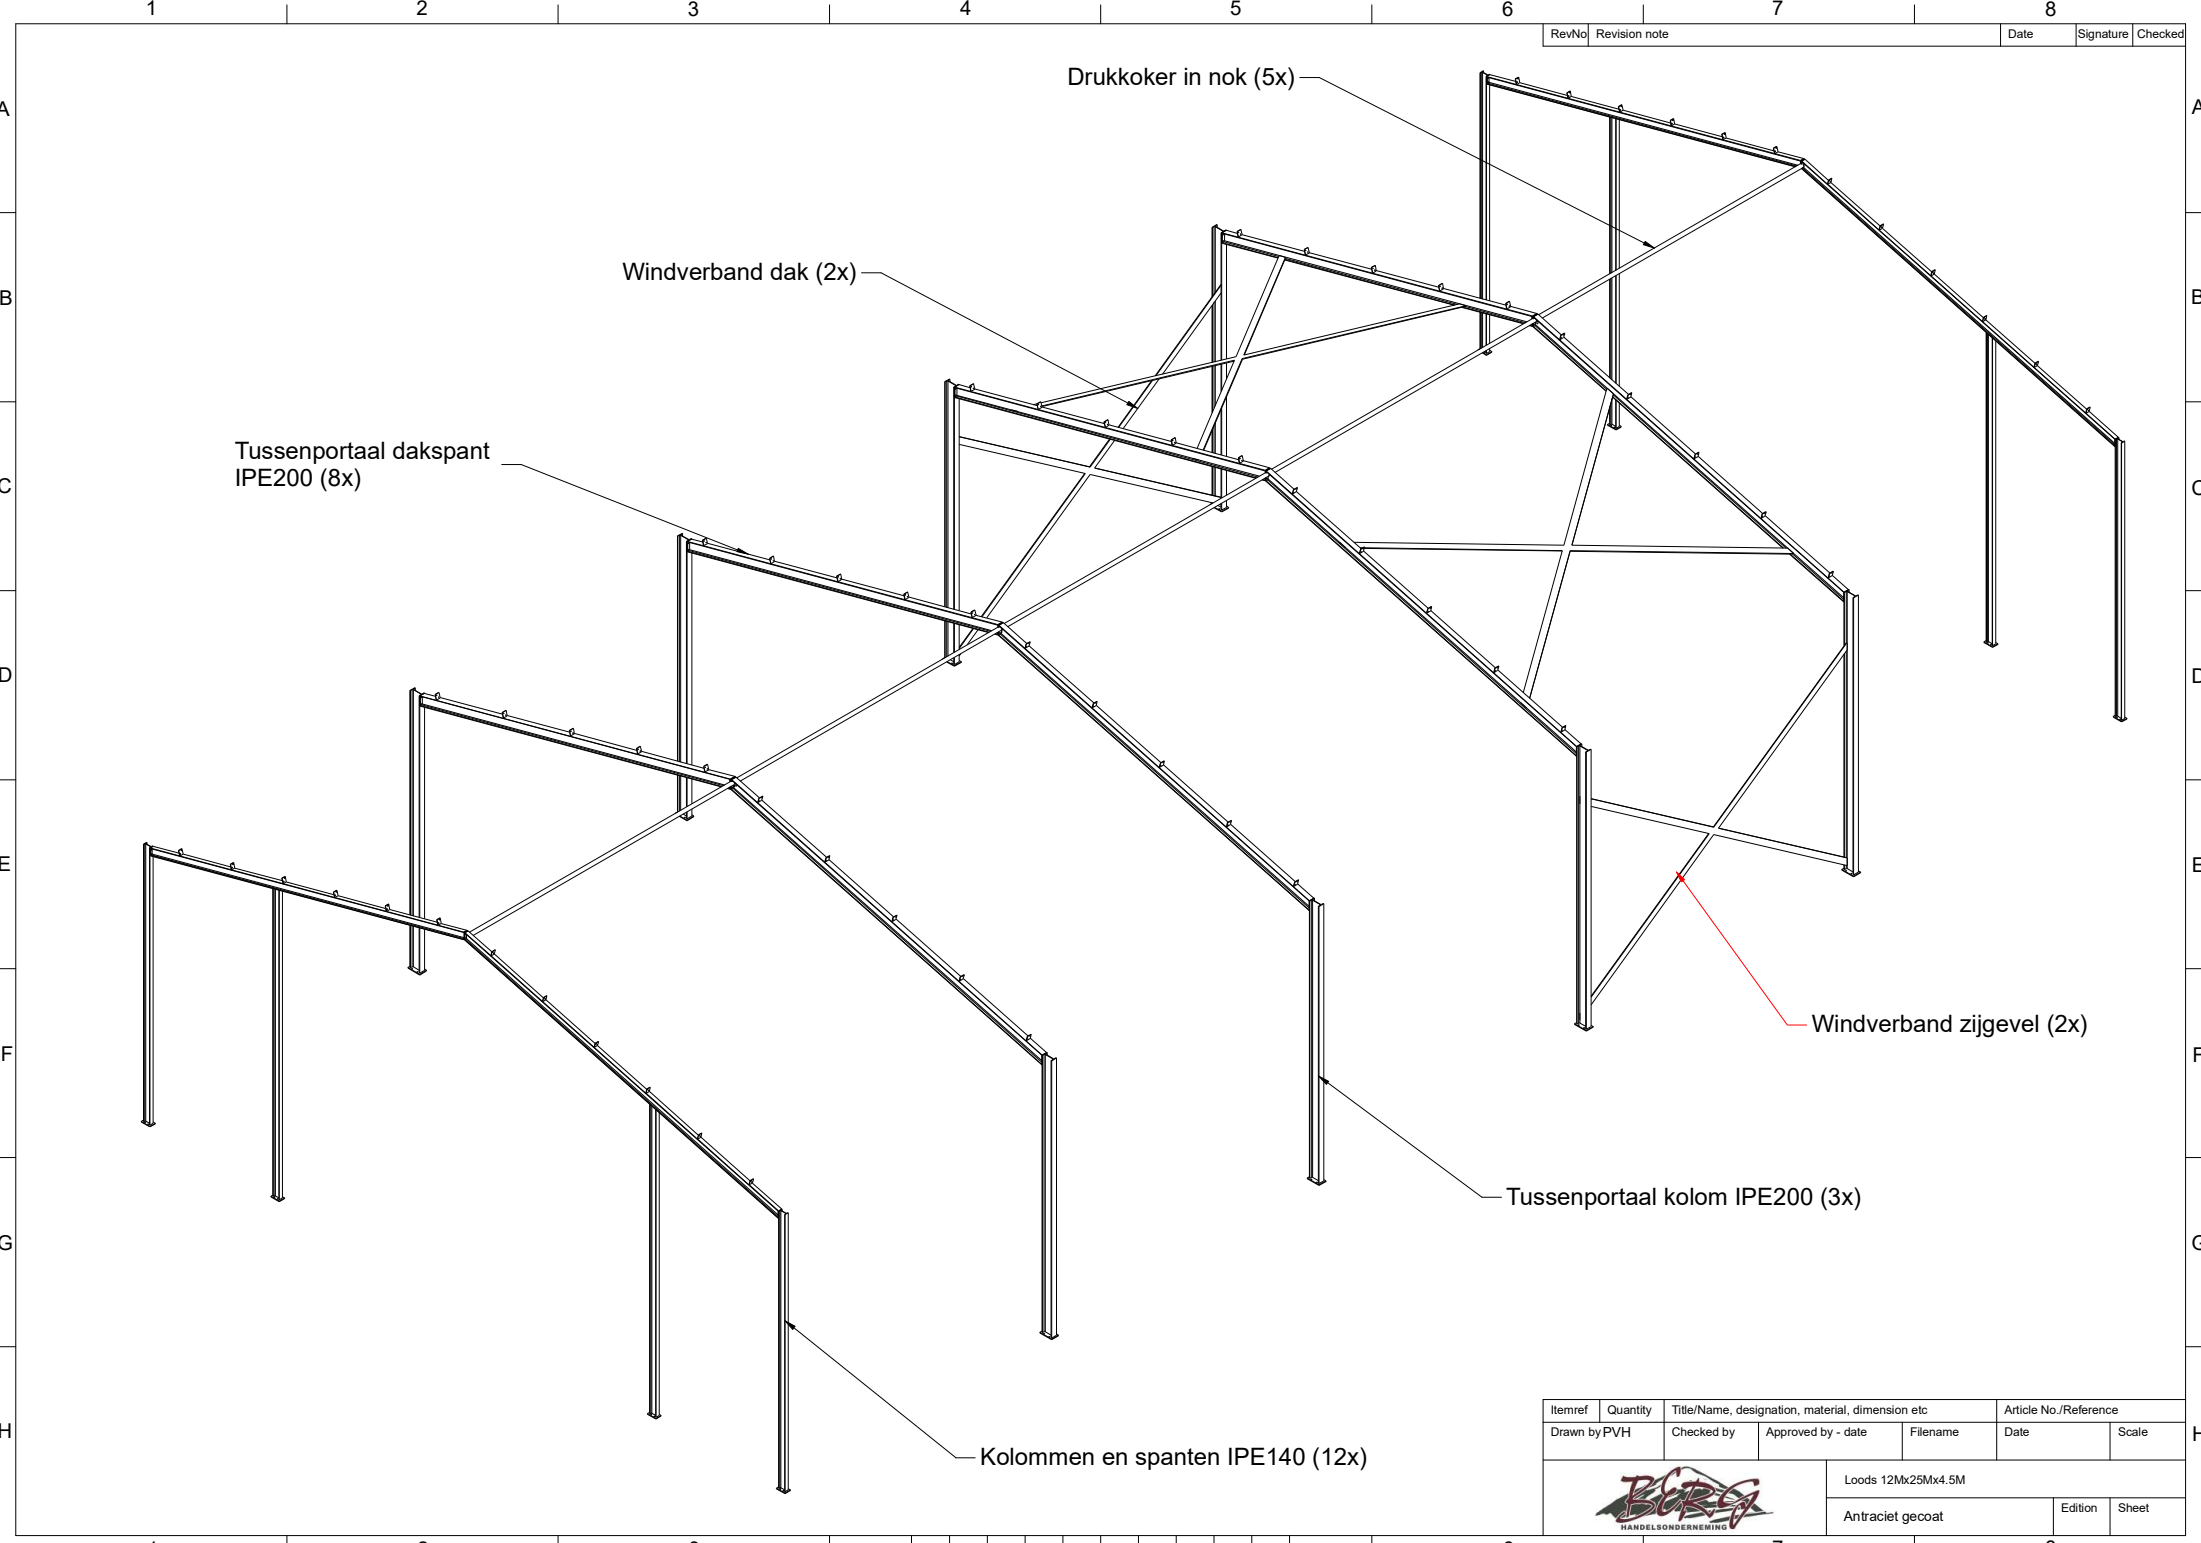 1 2 3 4 5 6 7 8
RevNo Revision note Date Signature Checked
A A
B B
C C
D D
E E
F F
G G
H H
Drukkoker in nok (5x)
Windverband dak (2x)
Tussenportaal dakspant
IPE200 (8x)
Windverband zijgevel (2x)
Tussenportaal kolom IPE200 (3x)
Kolommen en spanten IPE140 (12x)
Itemref Quantity Title/Name, designation, material, dimension etc Article No./Reference
Drawn by PVH Checked by Approved by - date Filename Date Scale
BERG
HANDELSONDERNEMING
Loods 12Mx25Mx4.5M
Antraciet gecoat
Edition Sheet